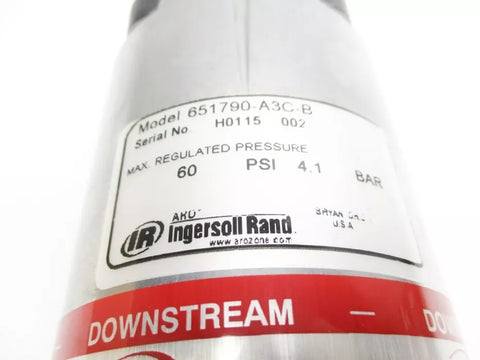 Model 651790-A3C-B
Serial No. H0115 002
MAX. REGULATED PRESSURE
60 PSI 4.1 BAR
ARO
IR Ingersoll Rand. BRYAN
U.S.A
www.arozone.com
— DOWNSTREAM —